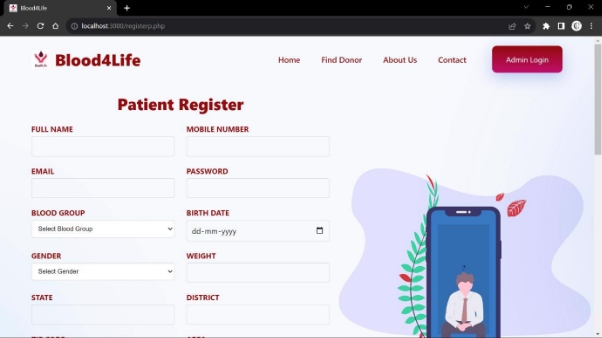 Blood4Life
localhost:3000/registerp.php
Blood4Life
Home Find Donor About Us Contact Admin Login
Patient Register
FULL NAME MOBILE NUMBER
EMAIL PASSWORD
BLOOD GROUP BIRTH DATE
Select Blood Group dd-mm-yyyy
GENDER WEIGHT
Select Gender
STATE DISTRICT